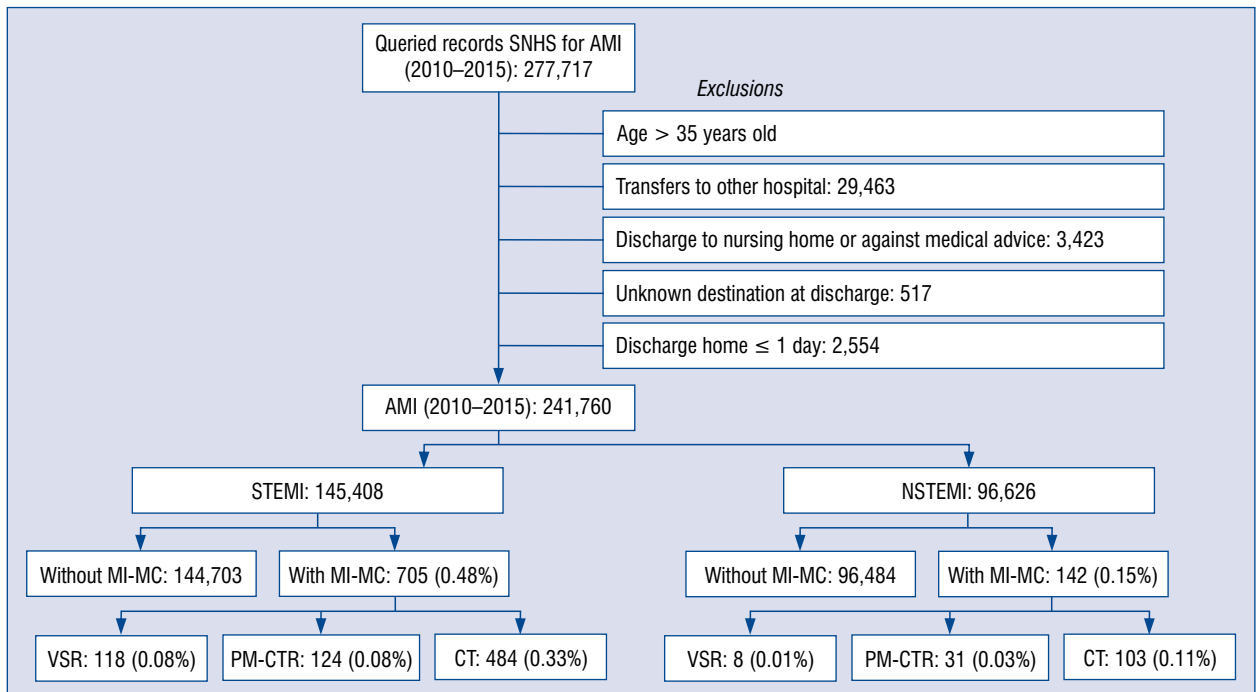 Queried records SNHS for AMI
(2010–2015): 277,717
Exclusions
Age > 35 years old
Transfers to other hospital: 29,463
Discharge to nursing home or against medical advice: 3,423
Unknown destination at discharge: 517
Discharge home ≤ 1 day: 2,554
AMI (2010–2015): 241,760
STEMI: 145,408
NSTEMI: 96,626
Without MI-MC: 144,703
With MI-MC: 705 (0.48%)
Without MI-MC: 96,484
With MI-MC: 142 (0.15%)
VSR: 118 (0.08%)
PM-CTR: 124 (0.08%)
CT: 484 (0.33%)
VSR: 8 (0.01%)
PM-CTR: 31 (0.03%)
CT: 103 (0.11%)